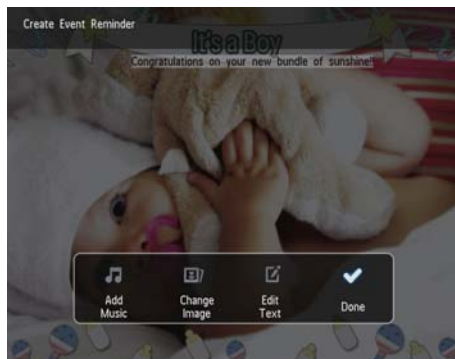 Create Event Reminder
It's a Boy
Congratulations on your new bundle of sunshine!
Add
Music
Change
Image
Edit
Text
Done